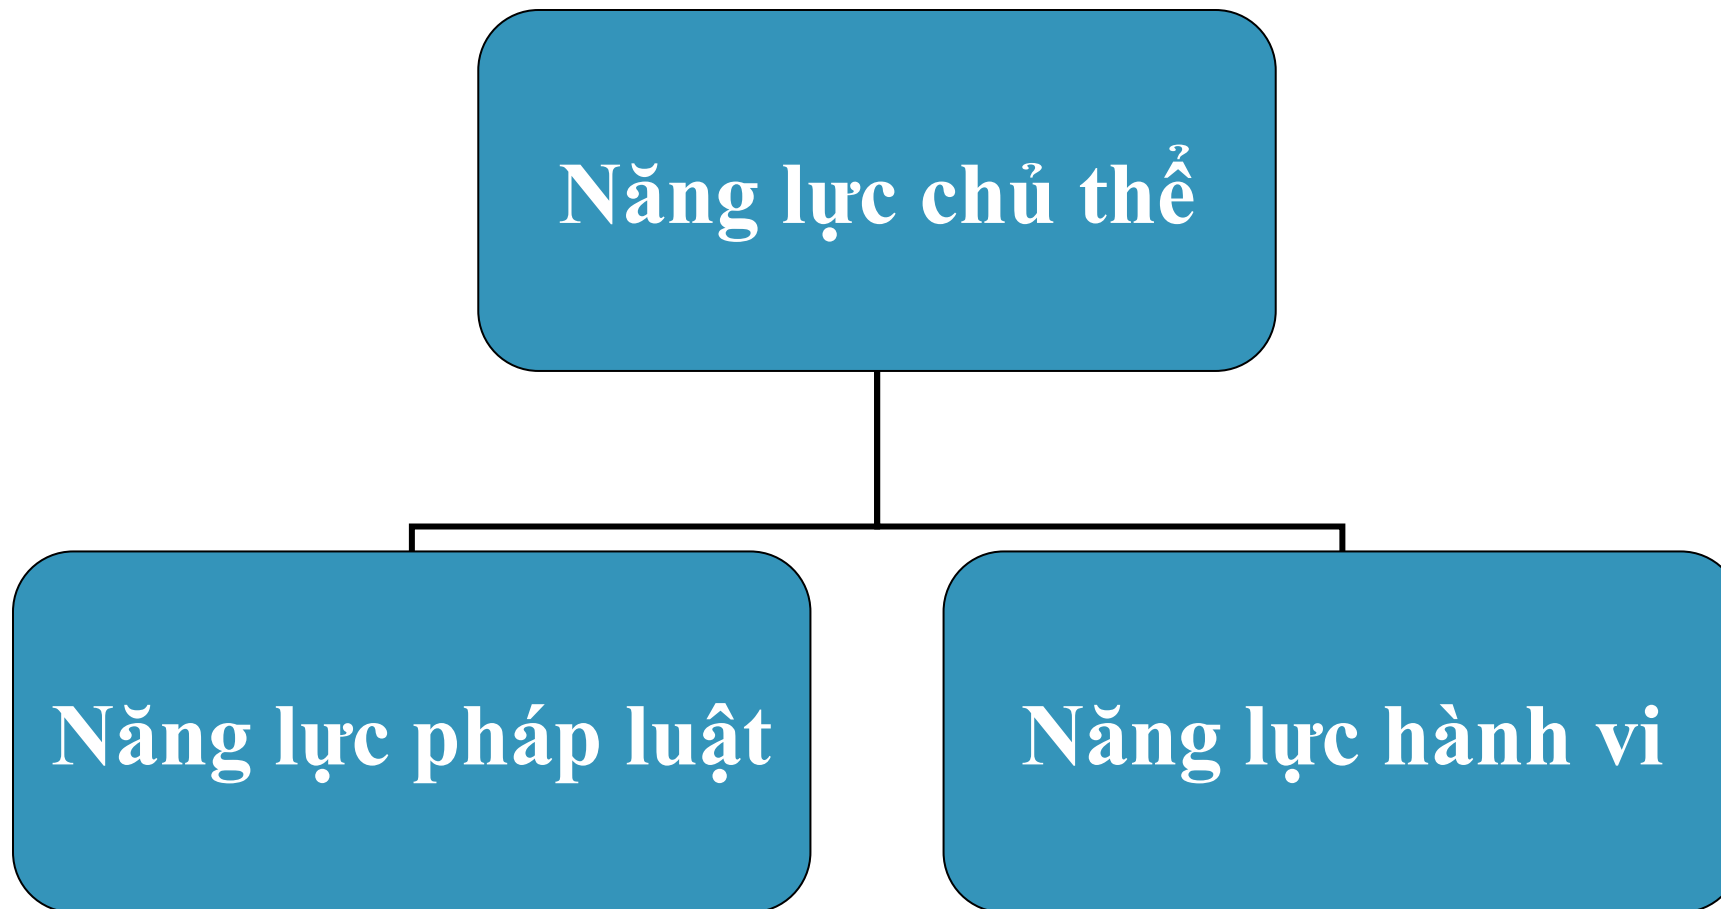 Năng lực chủ thể
Năng lực pháp luật
Năng lực hành vi